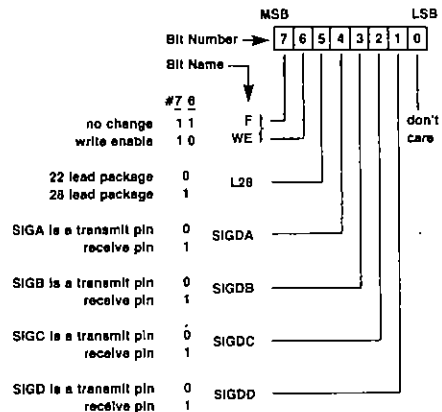 MSB LSB
Bit Number 7 6 5 4 3 2 1 0
Bit Name
#7 6
no change 1 1 F don't
write enable 1 0 WE care
22 lead package 0
28 lead package 1 L28
SIGA is a transmit pin 0
receive pin 1 SIGDA
SIGB is a transmit pin 0
receive pin 1 SIGDB
SIGC is a transmit pin 0
receive pin 1 SIGDC
SIGD is a transmit pin 0
receive pin 1 SIGDD